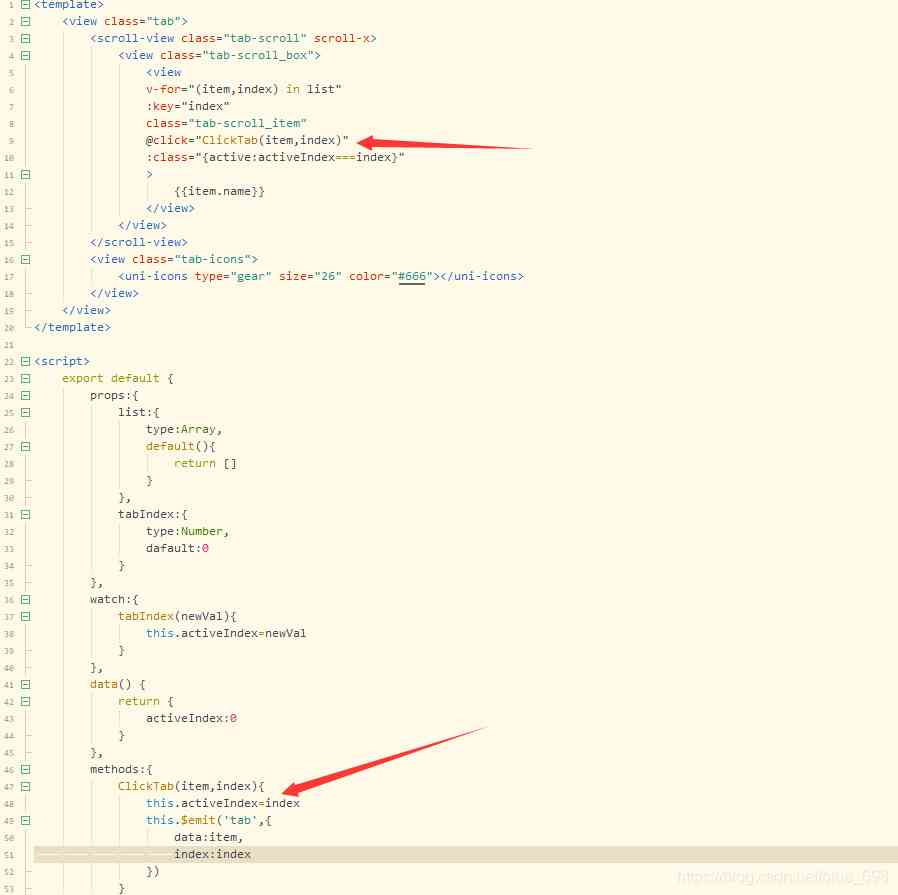 1 <template>
2 <view class="tab">
3 <scroll-view class="tab-scroll" scroll-x>
4 <view class="tab-scroll_box">
5 <view
6 v-for="(item,index) in list"
7 :key="index"
8 class="tab-scroll_item"
9 @click="ClickTab(item,index)"
10 :class="{active:activeIndex===index}"
11 >
12 {{item.name}}
13 </view>
14 </view>
15 </scroll-view>
16 <view class="tab-icons">
17 <uni-icons type="gear" size="26" color="#666"></uni-icons>
18 </view>
19 </view>
20 </template>
21
22 <script>
23 export default {
24 props:{
25 list:{
26 type:Array,
27 default(){
28 return []
29 }
30 },
31 tabIndex:{
32 type:Number,
33 dafault:0
34 }
35 },
36 watch:{
37 tabIndex(newVal){
38 this.activeIndex=newVal
39 }
40 },
41 data() {
42 return {
43 activeIndex:0
44 }
45 },
46 methods:{
47 ClickTab(item,index){
48 this.activeIndex=index
49 this.$emit('tab',{
50 data:item,
51 index:index
52 })
53 }